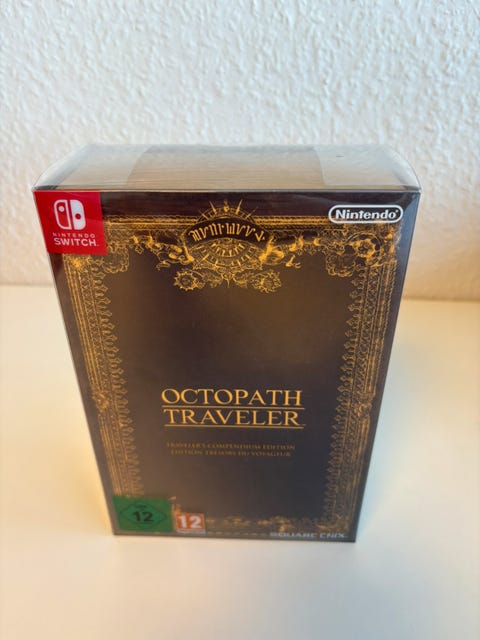 NINTENDO
SWITCH
Nintendo
OCTOPATH
TRAVELER
TRAVELER'S COMPENDIUM EDITION
ÉDITION TRÉSORS DU VOYAGEUR
12
12
SQUARE ENIX